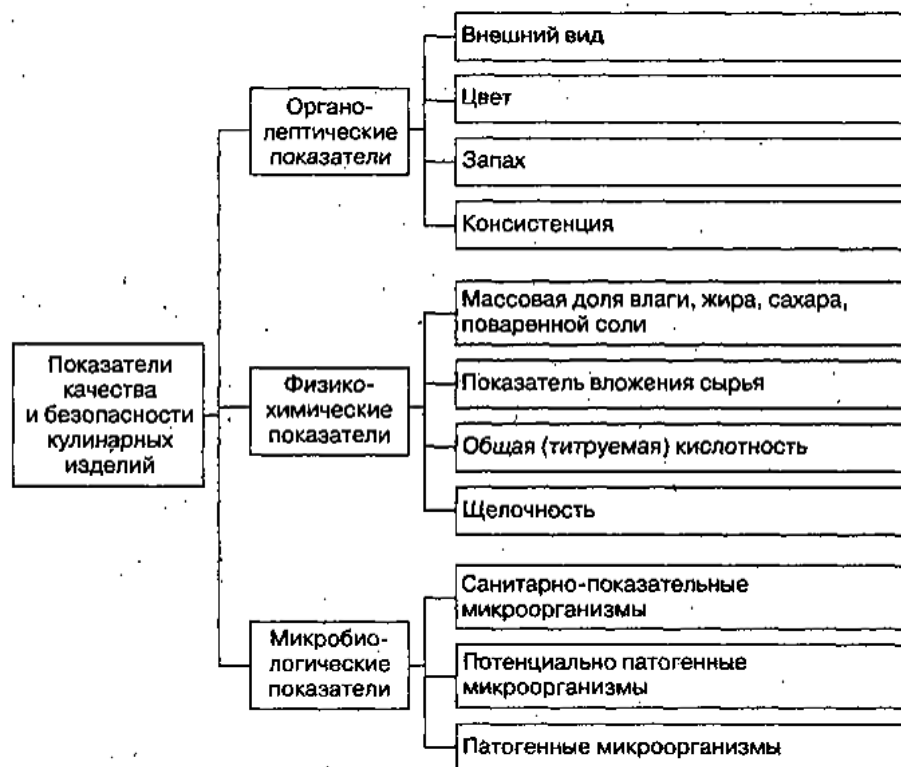 Внешний вид
Органо-
лептические
показатели
Цвет
Запах
Консистенция
Показатели
качества
и безопасности
кулинарных
изделий
Физико-
химические
показатели
Массовая доля влаги, жира, сахара,
поваренной соли
Показатель вложения сырья
Общая (титруемая) кислотность
Щелочность
Микробио-
логические
показатели
Санитарно-показательные
микроорганизмы
Потенциально патогенные
микроорганизмы
Патогенные микроорганизмы